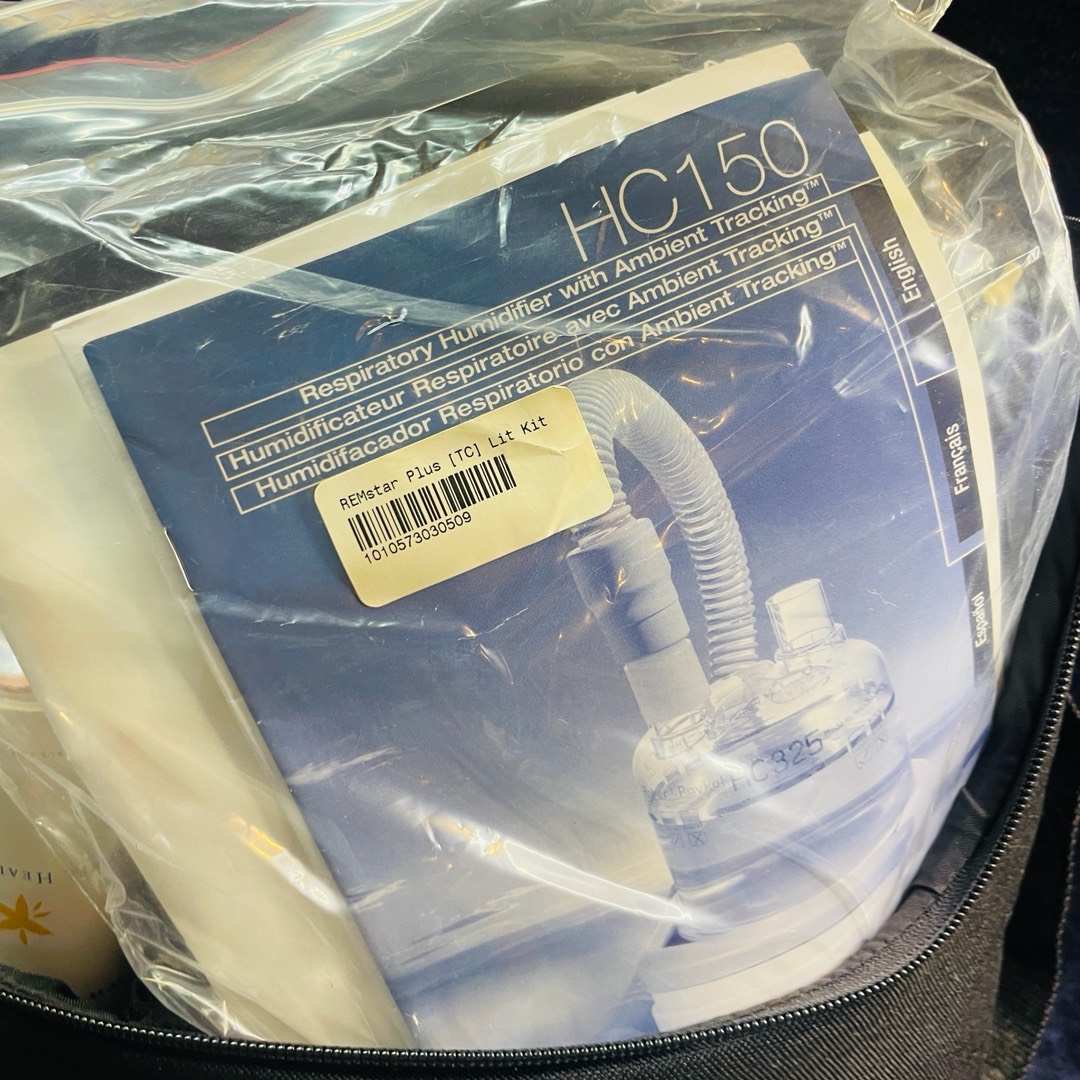 HC150
Respiratory Humidifier with Ambient Tracking™
Humidificateur Respiratoire avec Ambient Tracking™
Humidifacador Respiratorio con Ambient Tracking™
English
Français
Español
REMstar Plus [TC] Lit Kit
1010573030509
HC325
HEAL